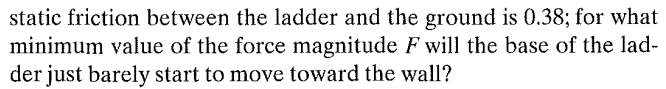 static friction between the ladder and the ground is 0.38; for what
minimum value of the force magnitude F will the base of the lad-
der just barely start to move toward the wall?